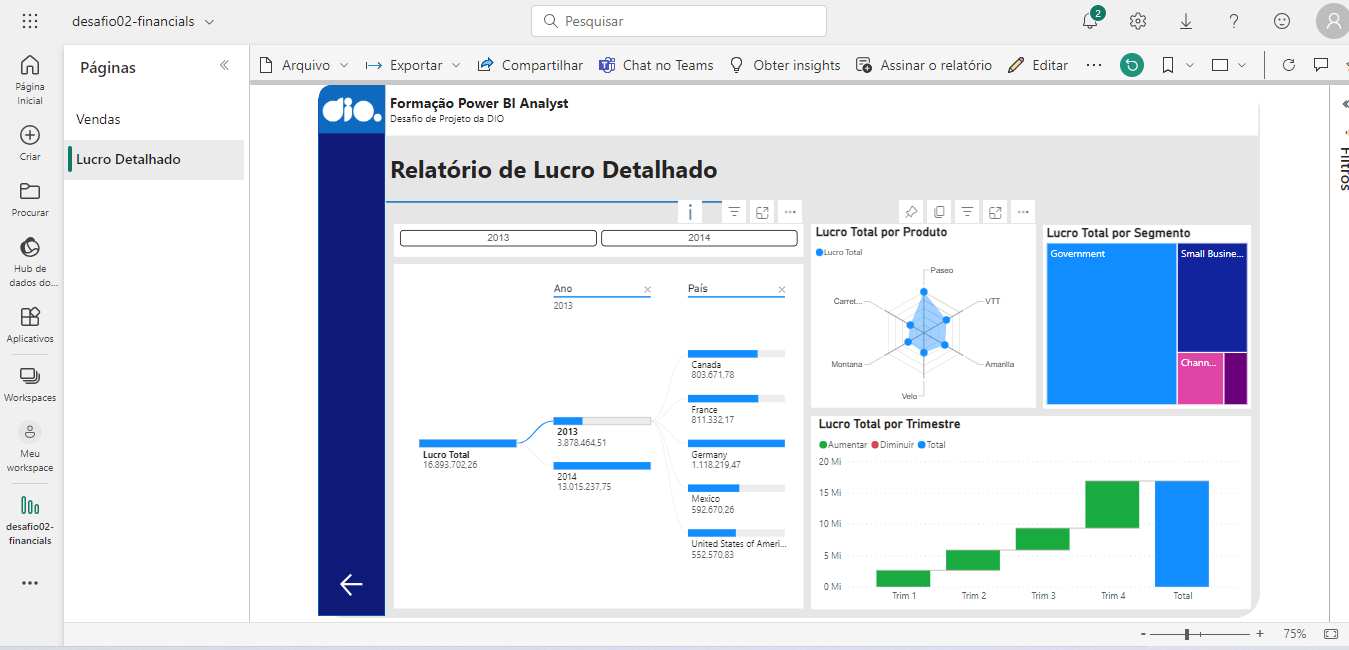 desafio02-financials
Pesquisar
2
Página
Inicial
Criar
Procurar
Hub de
dados do...
Aplicativos
Workspaces
Meu
workspace
desafio02-
financials
Páginas
Vendas
Lucro Detalhado
Arquivo
Exportar
Compartilhar
Chat no Teams
Obter insights
Assinar o relatório
Editar
dio.
Formação Power BI Analyst
Desafio de Projeto da DIO
Relatório de Lucro Detalhado
2013
2014
Ano
2013
País
Lucro Total
16.893.702,26
2013
3.878.464,51
2014
13.015.237,75
Canada
803.671,78
France
811.332,17
Germany
1.118.219,47
Mexico
592.670,26
United States of Ameri...
552.570,83
Lucro Total por Produto
Lucro Total
Paseo
VTT
Amarilla
Velo
Montana
Carret...
Lucro Total por Segmento
Government
Small Busine...
Chann...
Lucro Total por Trimestre
Aumentar Diminuir Total
20 Mi
15 Mi
10 Mi
5 Mi
0 Mi
Trim 1
Trim 2
Trim 3
Trim 4
Total
Filtros
- + 75%